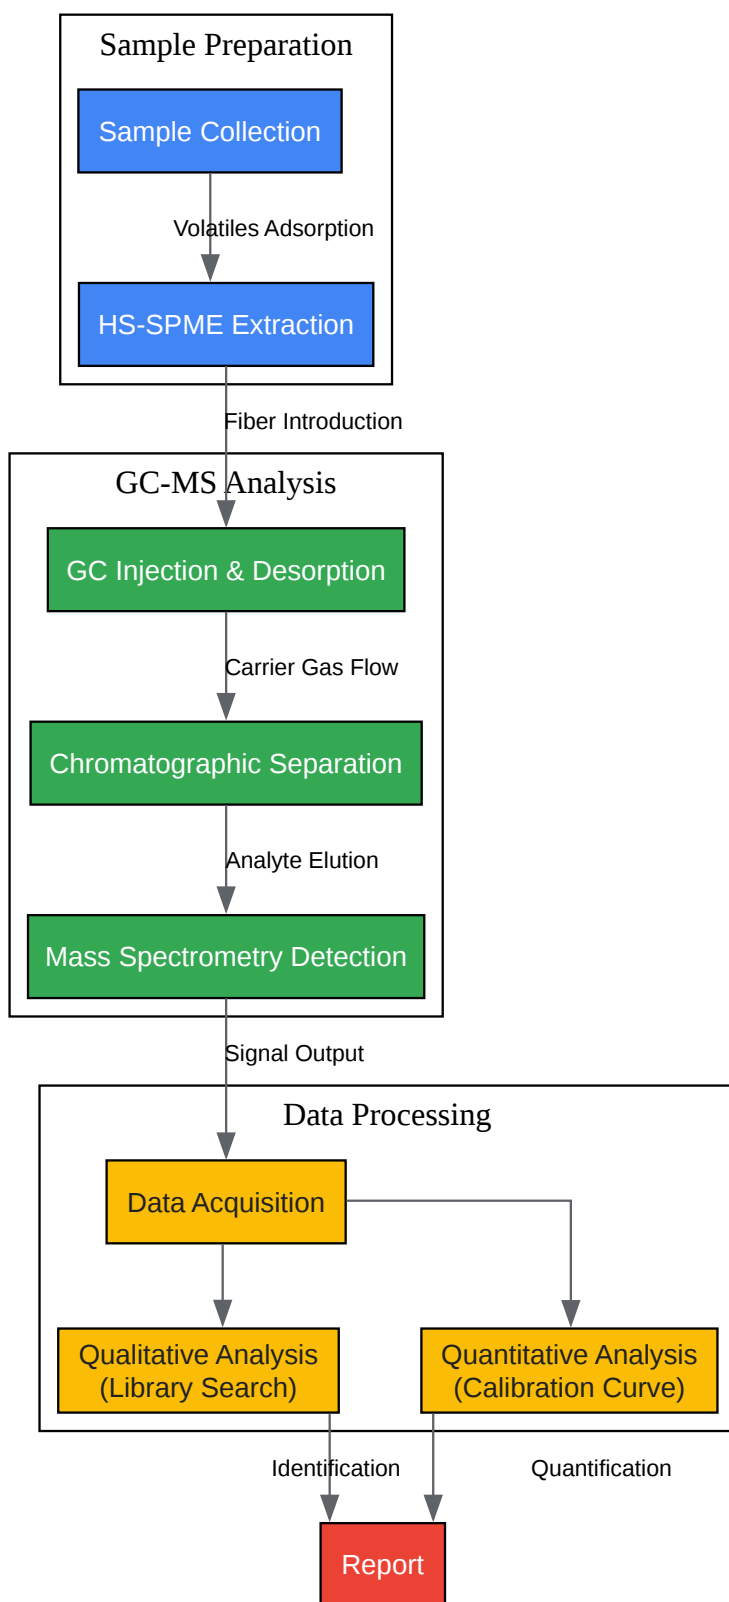 Sample Preparation
Sample Collection
Volatiles Adsorption
HS-SPME Extraction
Fiber Introduction
GC-MS Analysis
GC Injection & Desorption
Carrier Gas Flow
Chromatographic Separation
Analyte Elution
Mass Spectrometry Detection
Signal Output
Data Processing
Data Acquisition
Qualitative Analysis
(Library Search)
Quantitative Analysis
(Calibration Curve)
Identification
Quantification
Report